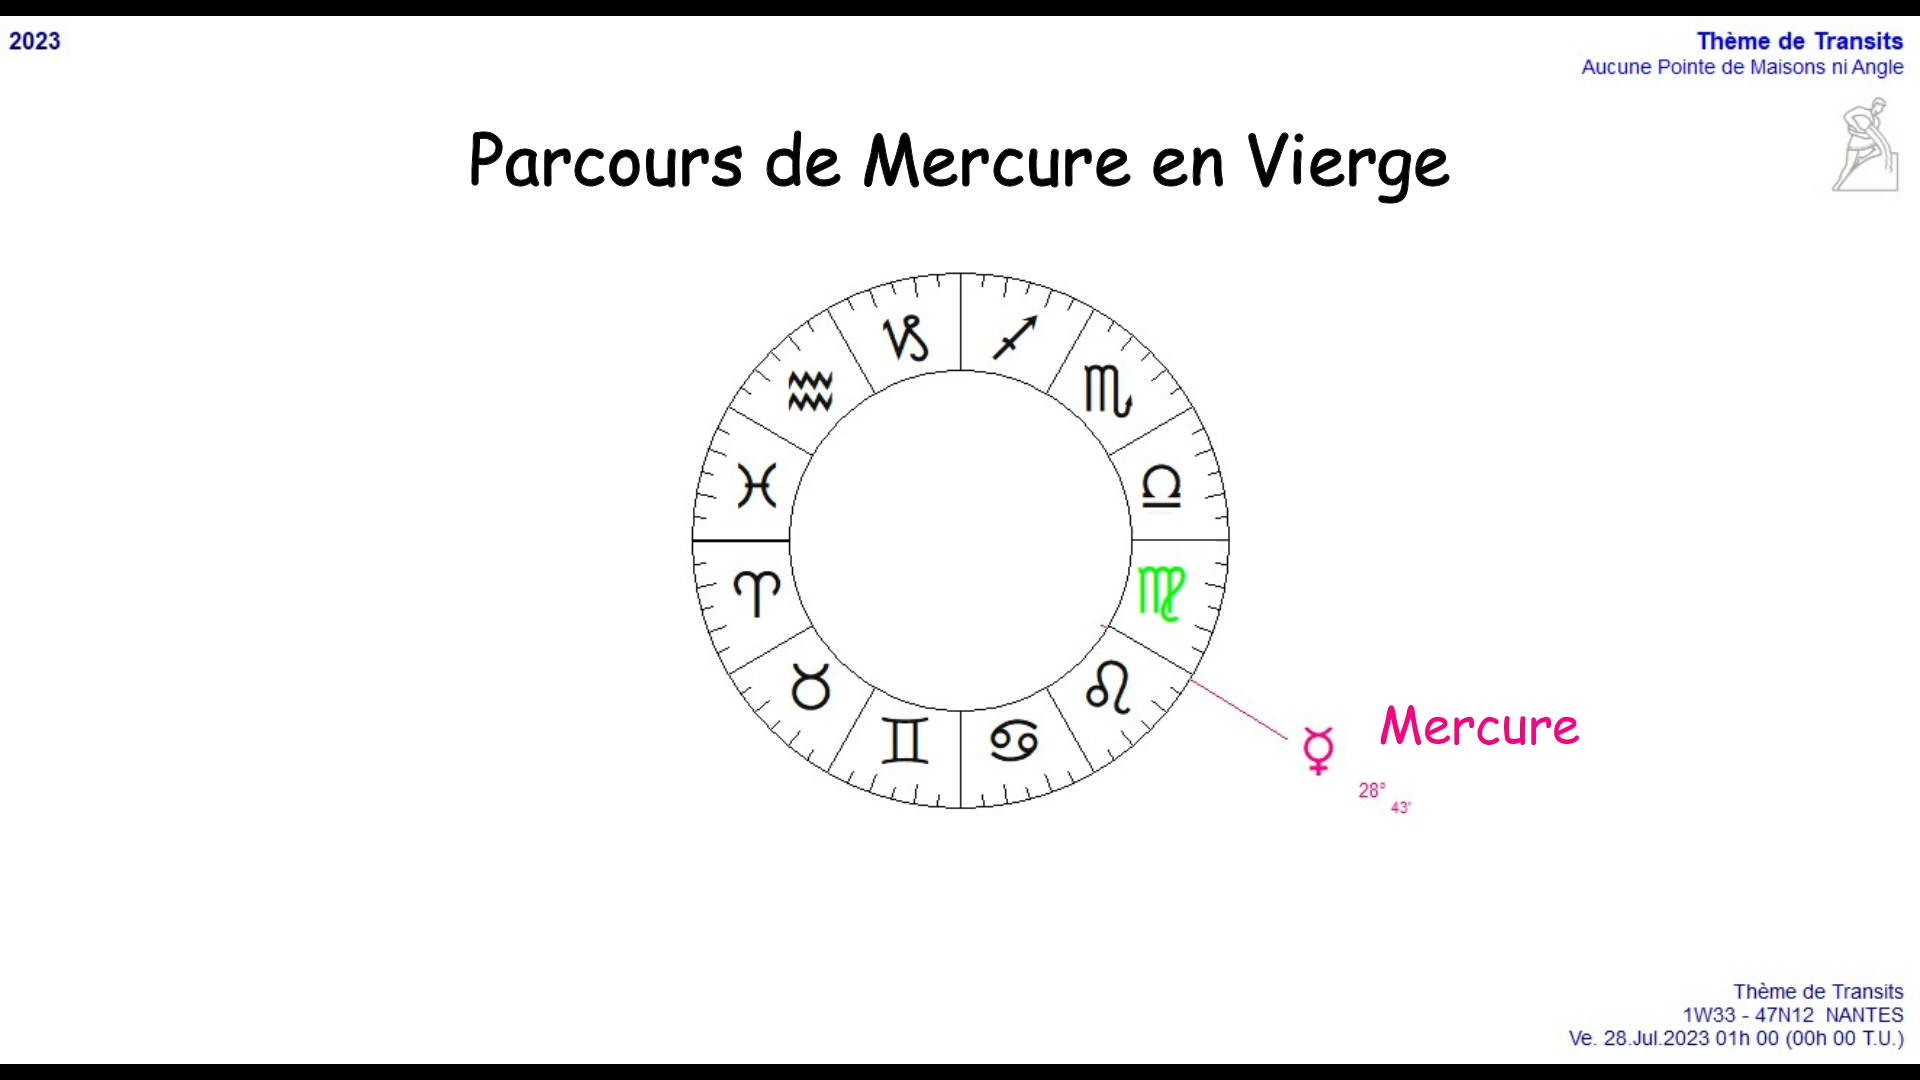 2023
Thème de Transits
Aucune Pointe de Maisons ni Angle
Parcours de Mercure en Vierge
♑ ♐
♒ ♏
♓ ♎
♈ ♍
♉ ♌
♊ ♋
☿ Mercure
28°
43'
Thème de Transits
1W33 - 47N12 NANTES
Ve. 28.Jul.2023 01h 00 (00h 00 T.U.)